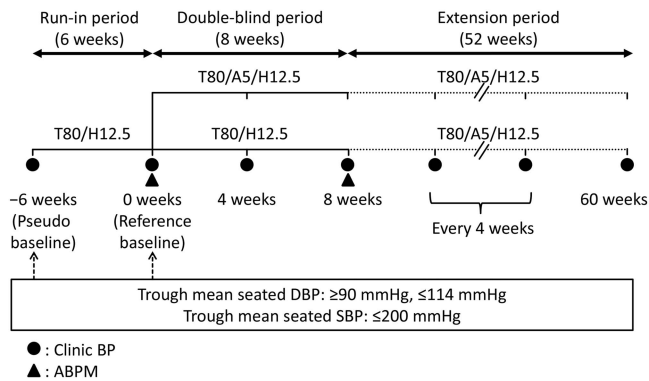 Run-in period
(6 weeks)
Double-blind period
(8 weeks)
Extension period
(52 weeks)
T80/A5/H12.5
T80/A5/H12.5
T80/H12.5
T80/H12.5
T80/A5/H12.5
−6 weeks
(Pseudo
baseline)
0 weeks
(Reference
baseline)
4 weeks
8 weeks
Every 4 weeks
60 weeks
Trough mean seated DBP: ≥90 mmHg, ≤114 mmHg
Trough mean seated SBP: ≤200 mmHg
●: Clinic BP
▲: ABPM